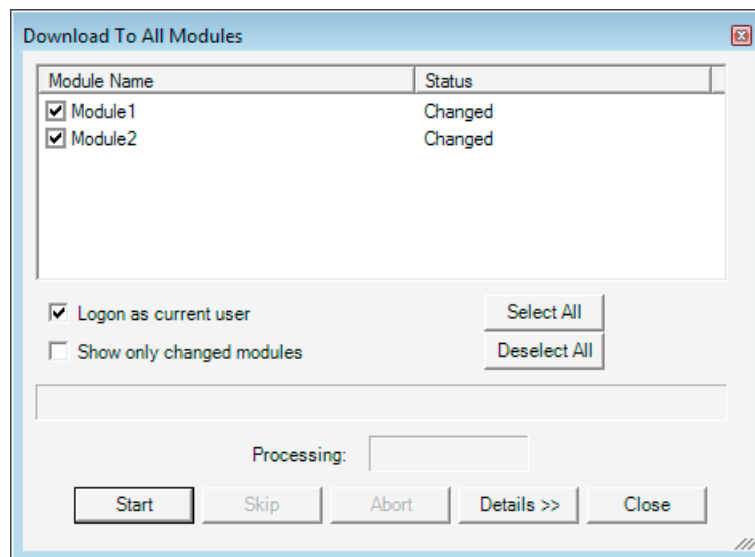 Download To All Modules
Module Name Status
Module1 Changed
Module2 Changed
Logon as current user Select All
Show only changed modules Deselect All
Processing:
Start Skip Abort Details >> Close